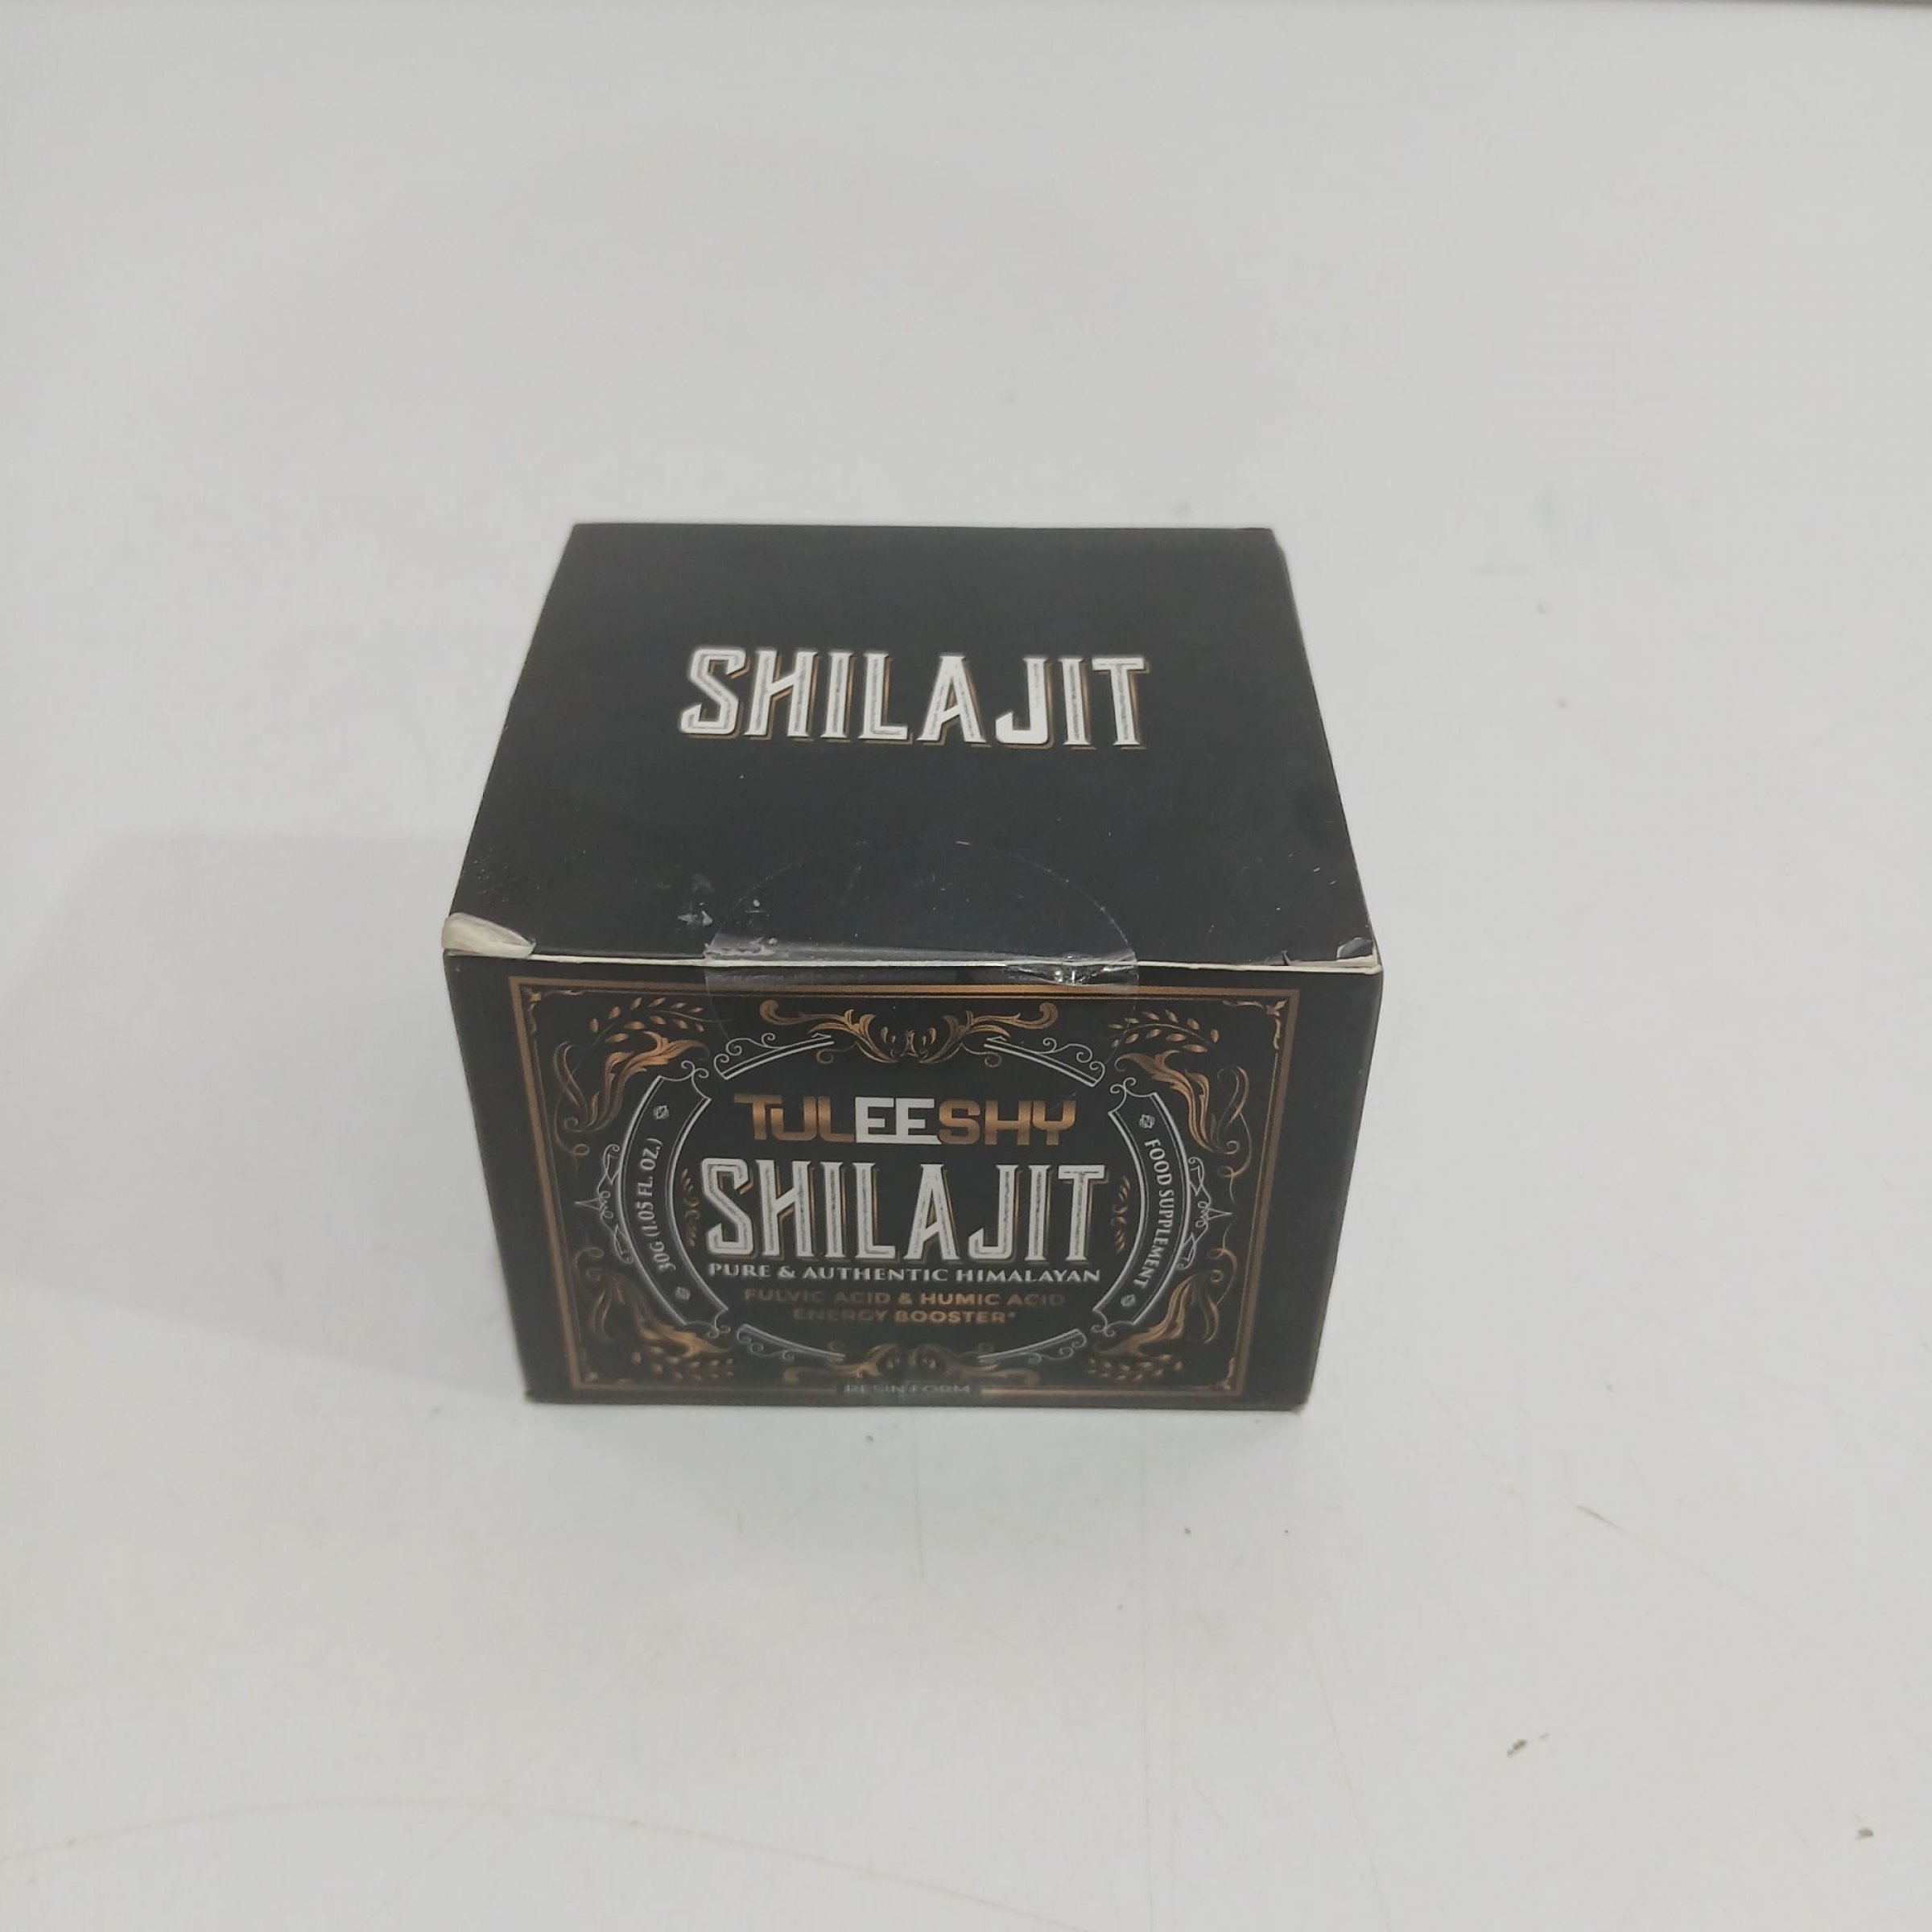 SHILAJIT
TULEESHY
SHILAJIT
PURE & AUTHENTIC HIMALAYAN
FULVIC ACID & HUMIC ACID
ENERGY BOOSTER*
30G (1.05 FL. OZ.)
FOOD SUPPLEMENT
RESIN FORM